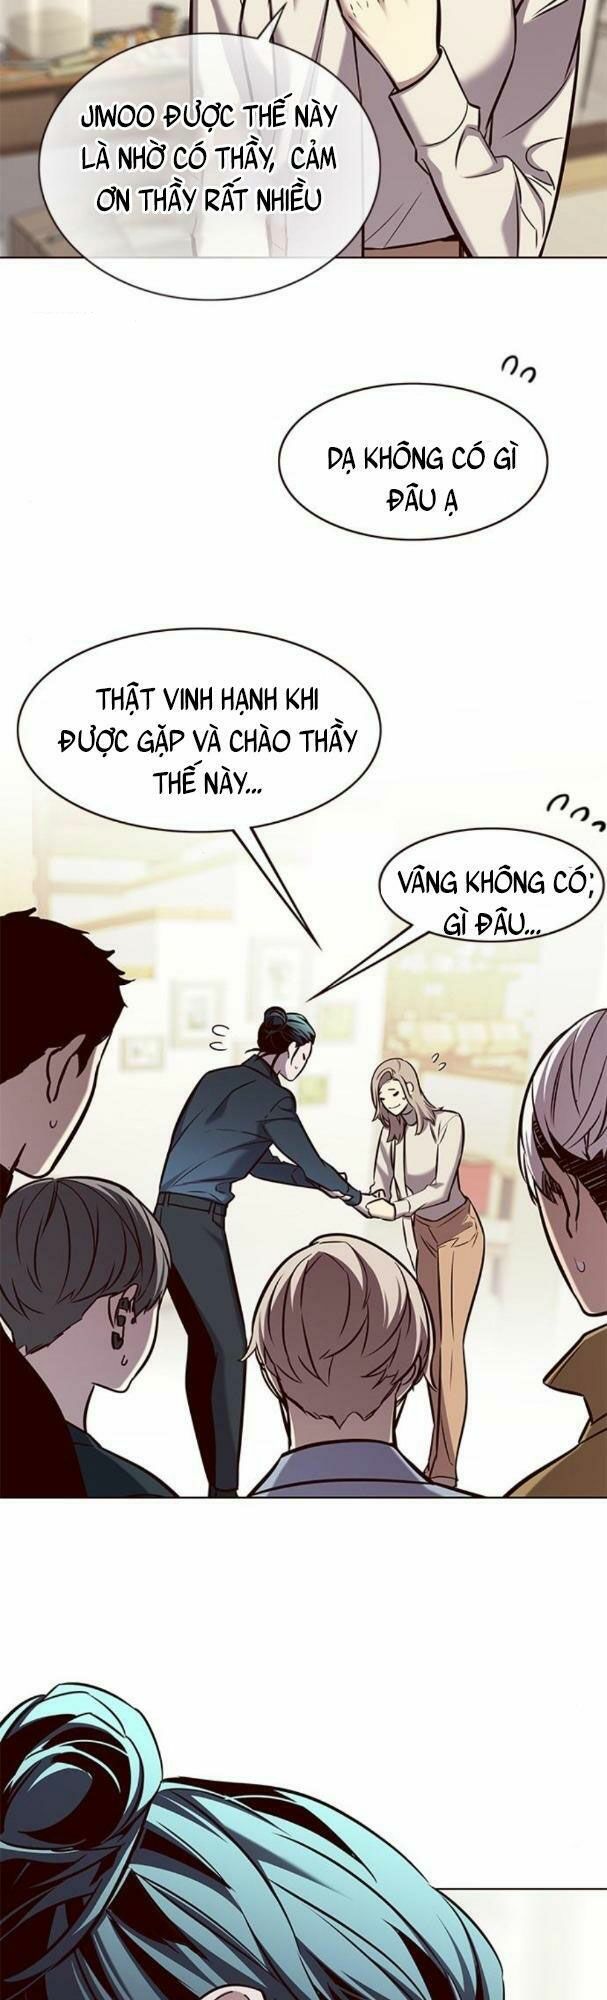 JIWOO ĐƯỢC THẾ NÀY
LÀ NHỜ CÓ THẦY, CẢM
ƠN THẦY RẤT NHIỀU
DẠ KHÔNG CÓ GÌ
ĐÂU Ạ
THẬT VINH HẠNH KHI
ĐƯỢC GẶP VÀ CHÀO THẦY
THẾ NÀY...
VÂNG KHÔNG CÓ;
GÌ ĐÂU...